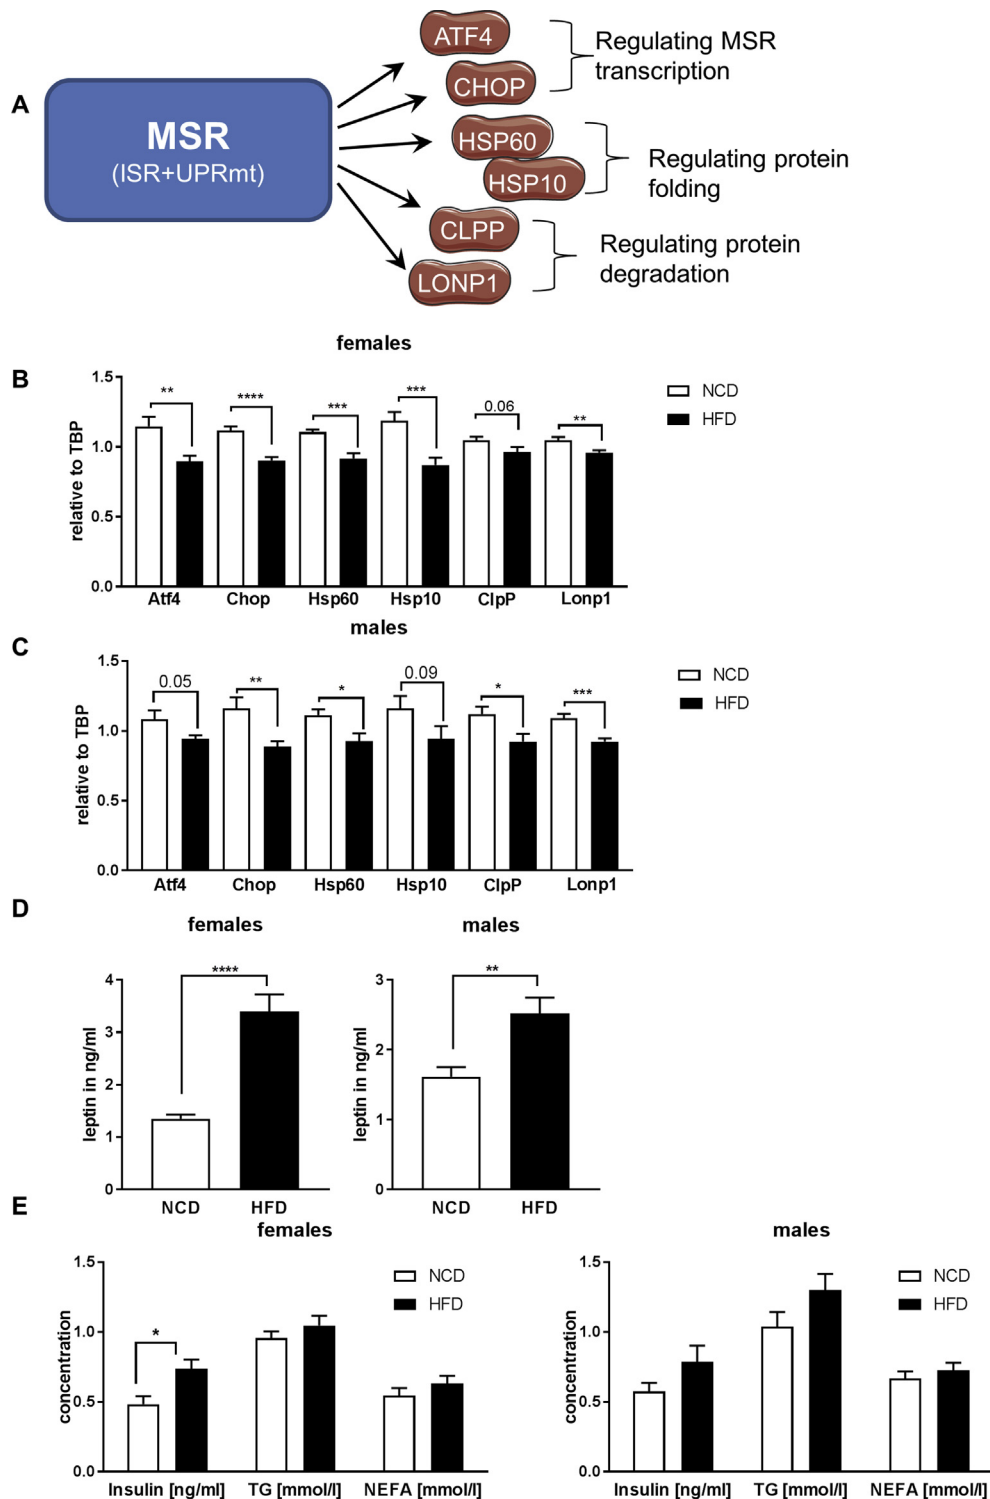 A
MSR
(ISR+UPRmt)
ATF4
CHOP
HSP60
HSP10
CLPP
LONP1
Regulating MSR
transcription
Regulating protein
folding
Regulating protein
degradation
B
females
relative to TBP
1.5
1.0
0.5
0.0
**
****
***
***
0.06
**
NCD
HFD
Atf4 Chop Hsp60 Hsp10 ClpP Lonp1
C
males
relative to TBP
1.5
1.0
0.5
0.0
0.05
**
*
0.09
*
***
NCD
HFD
Atf4 Chop Hsp60 Hsp10 ClpP Lonp1
D
females
leptin in ng/ml
4
3
2
1
0
****
NCD HFD
males
leptin in ng/ml
3
2
1
0
**
NCD HFD
E
females
concentration
1.5
1.0
0.5
0.0
*
NCD
HFD
Insulin [ng/ml] TG [mmol/l] NEFA [mmol/l]
males
concentration
1.5
1.0
0.5
0.0
NCD
HFD
Insulin [ng/ml] TG [mmol/l] NEFA [mmol/l]